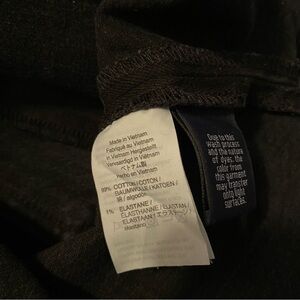 Made in Vietnam
Fabriqué au Vietnam
In Vietnam Hergestellt
Vervaardigd in Vietnam
ベトナム製
Hecho en Vietnam
99% COTTON/COTON/
BAUMWOLLE/KATOEN/
綿/algodón
1% ELASTANE/
ELASTHANNE/ELASTAN/
ELASTAAN/エラストン/
elastano
Due to this
wash process
and the nature
of dyes, the
color from
this garment
may transfer
onto light
surfaces.